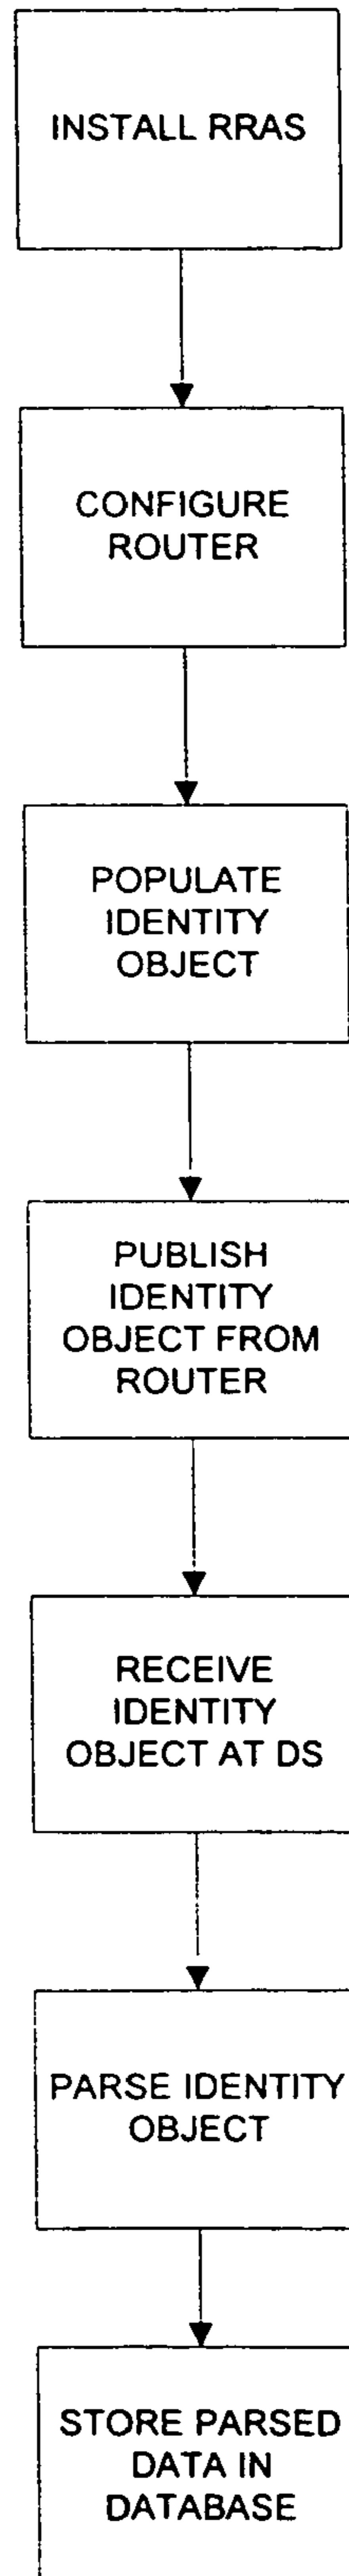 INSTALL RRAS
CONFIGURE
ROUTER
POPULATE
IDENTITY
OBJECT
PUBLISH
IDENTITY
OBJECT FROM
ROUTER
RECEIVE
IDENTITY
OBJECT AT DS
PARSE IDENTITY
OBJECT
STORE PARSED
DATA IN
DATABASE